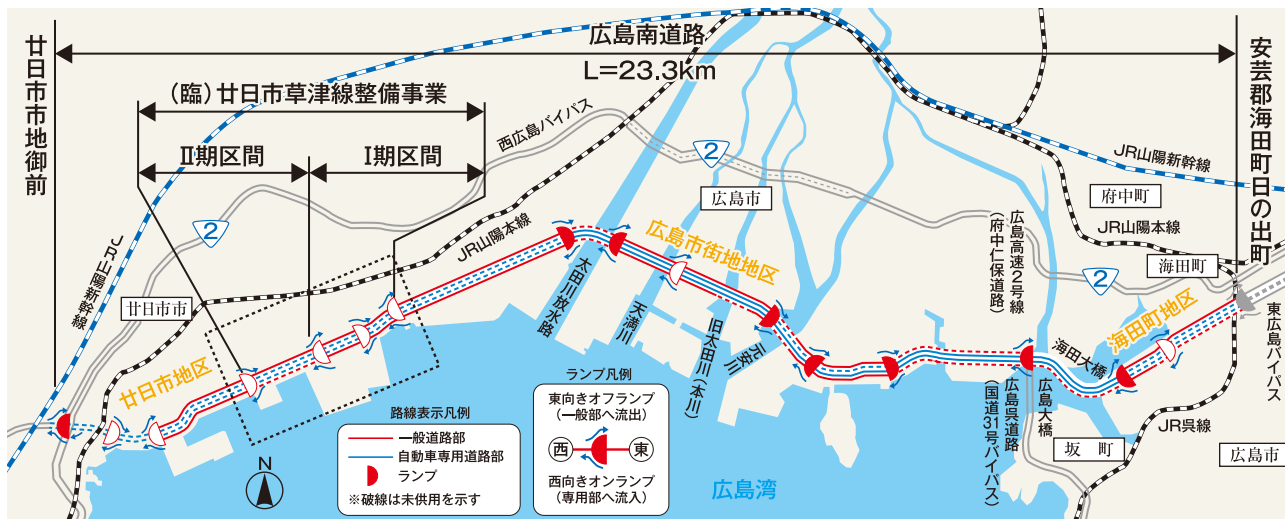 広島南道路
L=23.3km
廿日市市地御前
安芸郡海田町日の出町
（臨）廿日市草津線整備事業
Ⅱ期区間
Ⅰ期区間
西広島バイパス
2
2
2
JR山陽新幹線
JR山陽新幹線
広島市
府中町
JR山陽本線
JR山陽本線
海田町
広島市街地地区
広島高速2号線
（府中仁保道路）
太田川放水路
天満川
旧太田川（本川）
元安川
廿日市市
廿日市地区
海田大橋
海田町地区
東広島バイパス
広島大橋
広島呉道路
（国道31号バイパス）
JR呉線
坂町
広島市
広島湾
N
路線表示凡例
一般道路部
自動車専用道路部
ランプ
※破線は未供用を示す
ランプ凡例
東向きオフランプ
（一般部へ流出）
西
東
西向きオンランプ
（専用部へ流入）